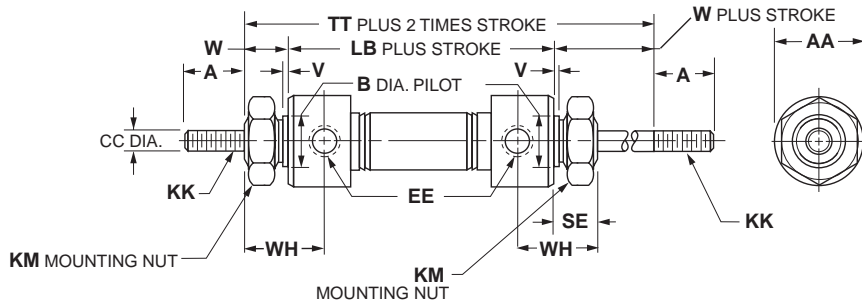 TT PLUS 2 TIMES STROKE
W PLUS STROKE
W
LB PLUS STROKE
AA
A
V
V
A
B DIA. PILOT
CC DIA.
KK
EE
SE
KK
WH
WH
KM MOUNTING NUT
KM
MOUNTING NUT